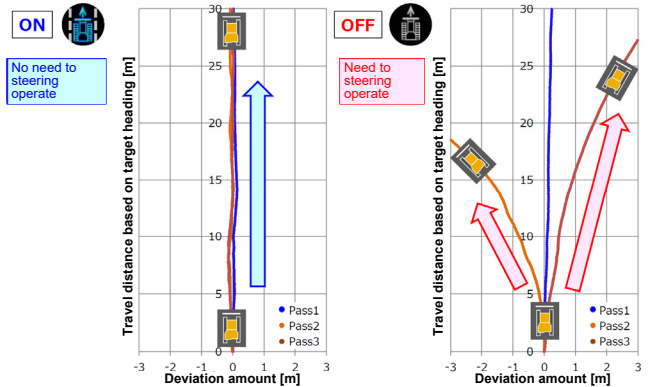 ON
No need to
steering
operate
Travel distance based on target heading [m]
30
25
20
15
10
5
0
Pass1
Pass2
Pass3
-3 -2 -1 0 1 2 3
Deviation amount [m]
OFF
Need to
steering
operate
Travel distance based on target heading [m]
30
25
20
15
10
5
0
Pass1
Pass2
Pass3
-3 -2 -1 0 1 2 3
Deviation amount [m]